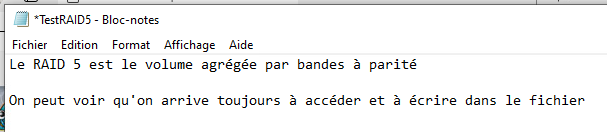 *TestRAID5 - Bloc-notes
Fichier Edition Format Affichage Aide
Le RAID 5 est le volume agrégée par bandes à parité
On peut voir qu'on arrive toujours à accéder et à écrire dans le fichier